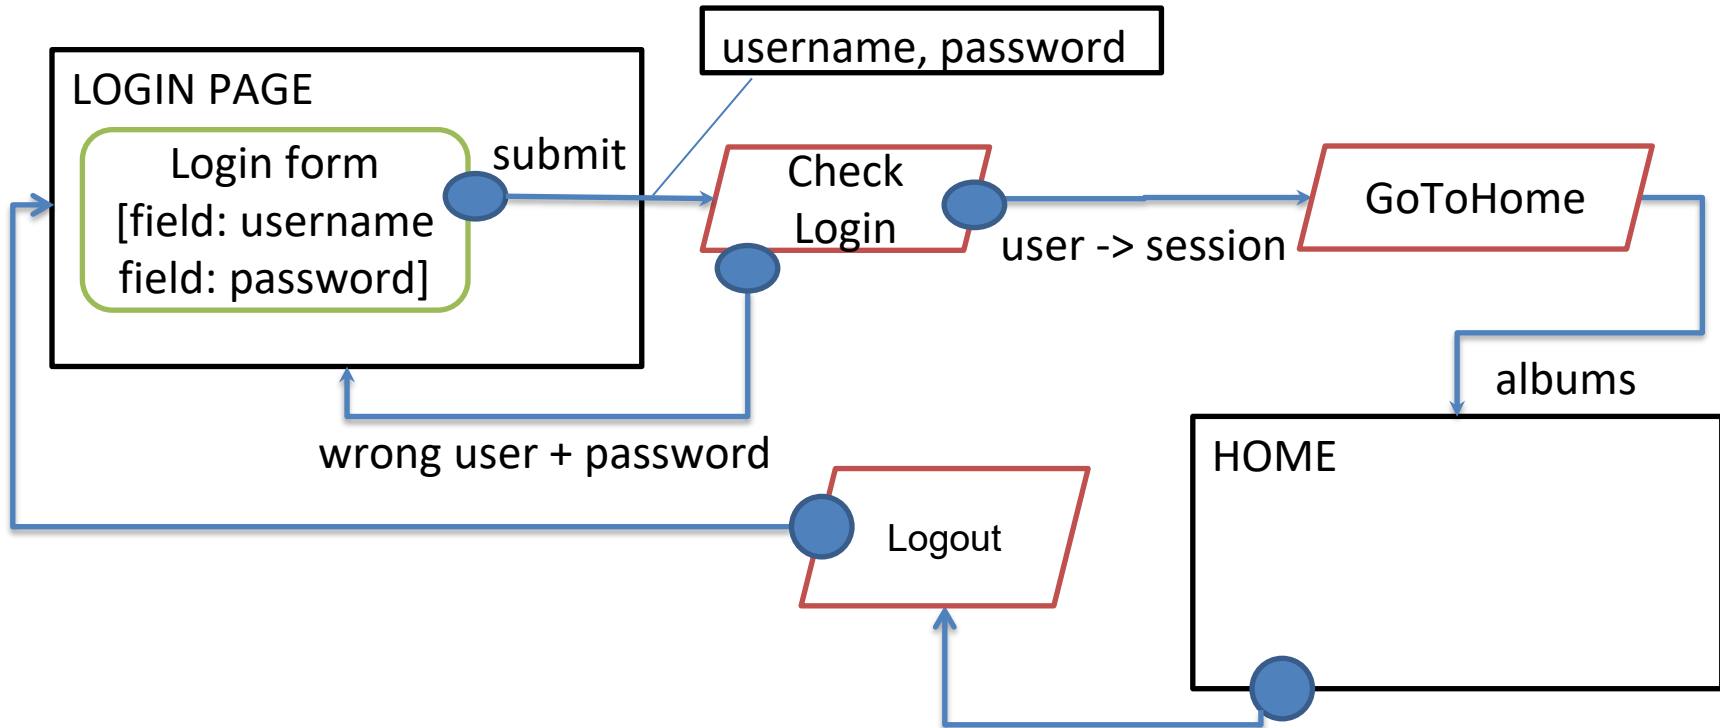 username, password
LOGIN PAGE
Login form
[field: username
field: password]
submit
Check
Login
user -> session
GoToHome
albums
wrong user + password
HOME
Logout